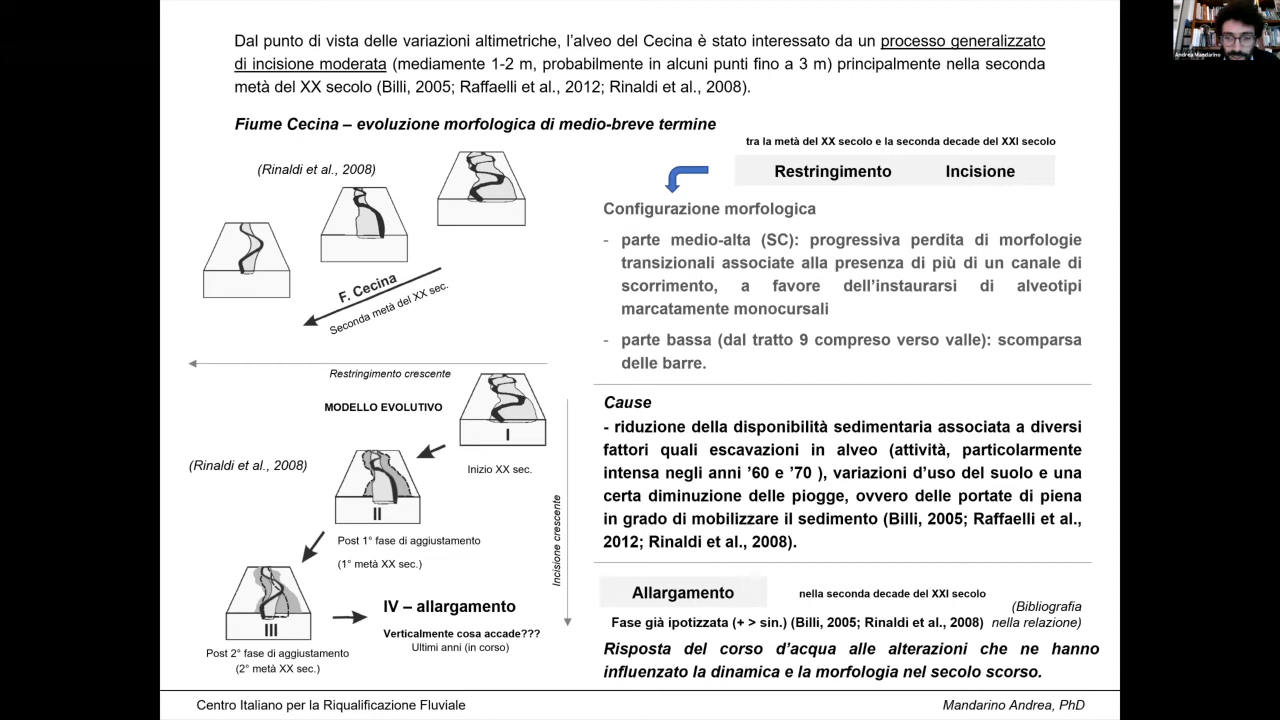 Dal punto di vista delle variazioni altimetriche, l'alveo del Cecina è stato interessato da un processo generalizzato
di incisione moderata (mediamente 1-2 m, probabilmente in alcuni punti fino a 3 m) principalmente nella seconda
metà del XX secolo (Billi, 2005; Raffaelli et al., 2012; Rinaldi et al., 2008).
Fiume Cecina – evoluzione morfologica di medio-breve termine
(Rinaldi et al., 2008)
F. Cecina
Seconda metà del XX sec.
Restringimento crescente
MODELLO EVOLUTIVO
I
Inizio XX sec.
(Rinaldi et al., 2008)
II
Post 1° fase di aggiustamento
(1° metà XX sec.)
Incisione crescente
III
Post 2° fase di aggiustamento
(2° metà XX sec.)
IV – allargamento
Verticalmente cosa accade???
Ultimi anni (in corso)
tra la metà del XX secolo e la seconda decade del XXI secolo
Restringimento Incisione
Configurazione morfologica
- parte medio-alta (SC): progressiva perdita di morfologie
transizionali associate alla presenza di più di un canale di
scorrimento, a favore dell'instaurarsi di alveotipi
marcatamente monocursali
- parte bassa (dal tratto 9 compreso verso valle): scomparsa
delle barre.
Cause
- riduzione della disponibilità sedimentaria associata a diversi
fattori quali escavazioni in alveo (attività, particolarmente
intensa negli anni '60 e '70 ), variazioni d'uso del suolo e una
certa diminuzione delle piogge, ovvero delle portate di piena
in grado di mobilizzare il sedimento (Billi, 2005; Raffaelli et al.,
2012; Rinaldi et al., 2008).
Allargamento nella seconda decade del XXI secolo
Fase già ipotizzata (+ > sin.) (Billi, 2005; Rinaldi et al., 2008)
(Bibliografia
nella relazione)
Risposta del corso d'acqua alle alterazioni che ne hanno
influenzato la dinamica e la morfologia nel secolo scorso.
Centro Italiano per la Riqualificazione Fluviale
Mandarino Andrea, PhD
Andrea Mandarino